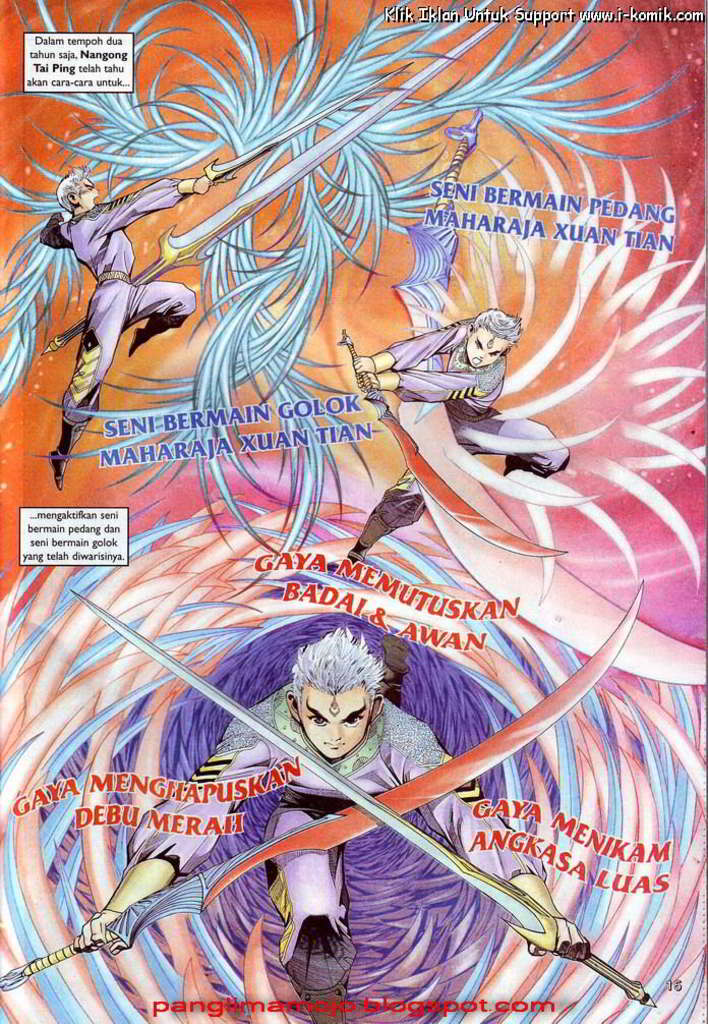 Klik Iklan Untuk Support www.i-komik.com
Dalam tempoh dua
tahun saja, Nangong
Tai Ping telah tahu
akan cara-cara untuk...
SENI BERMAIN PEDANG
MAHARAJA XUAN TIAN
SENI BERMAIN GOLOK
MAHARAJA XUAN TIAN
...mengaktifkan seni
bermain pedang dan
seni bermain golok
yang telah diwarisinya.
GAYA MEMUTUSKAN
BADAI & AWAN
GAYA MENGHAPUSKAN
DEBU MERAH
GAYA MENIKAM
ANGKASA LUAS
16
panglimamojo.blogspot.com